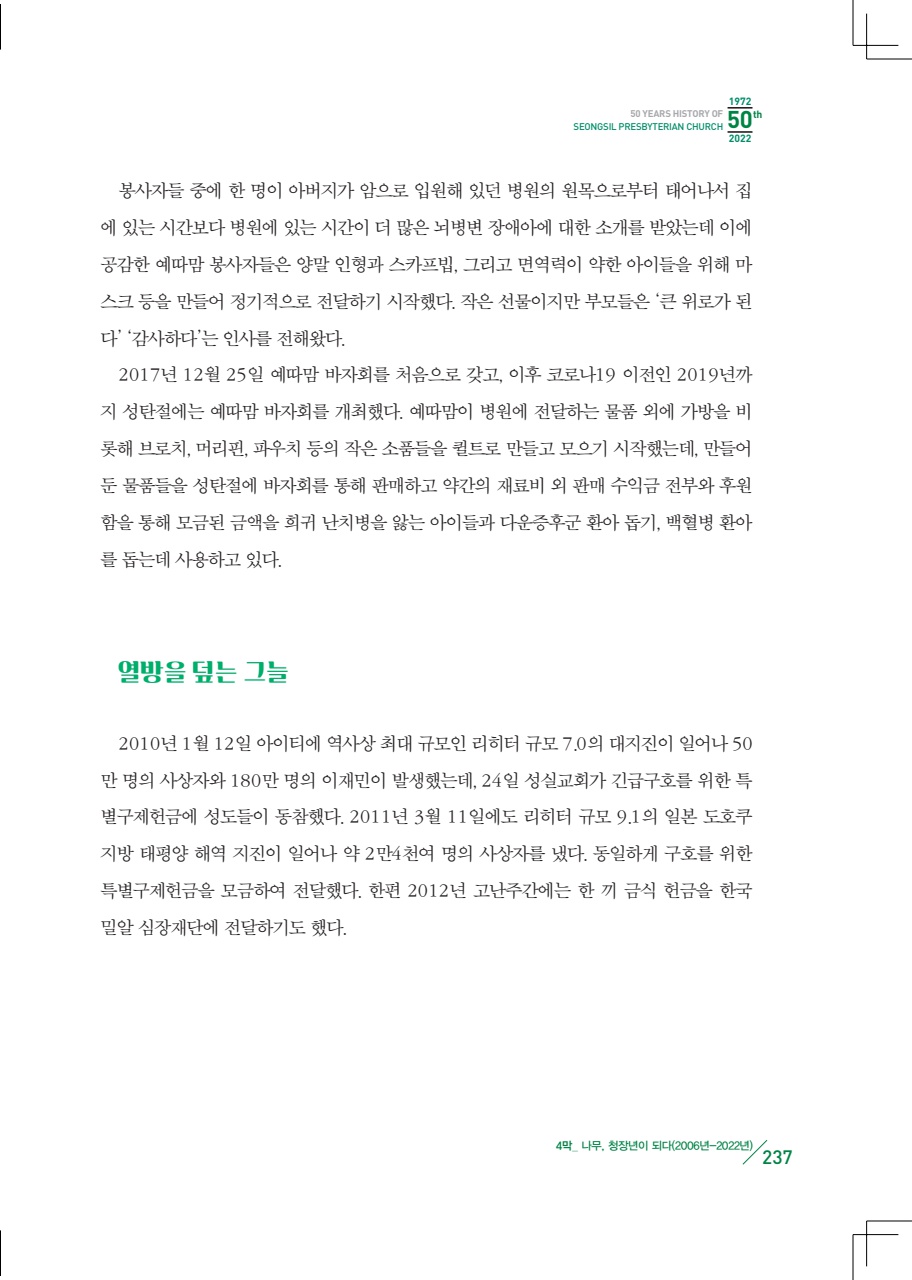 1972
50 YEARS HISTORY OF
50th
SEONGSIL PRESBYTERIAN CHURCH
2022
봉사자들 중에 한 명이 아버지가 암으로 입원해 있던 병원의 원목으로부터 태어나서 집
에 있는 시간보다 병원에 있는 시간이 더 많은 뇌병변 장애아에 대한 소개를 받았는데 이에
공감한 예따맘 봉사자들은 양말 인형과 스카프빕, 그리고 면역력이 약한 아이들을 위해 마
스크 등을 만들어 정기적으로 전달하기 시작했다. 작은 선물이지만 부모들은 ‘큰 위로가 된
다’ ‘감사하다’는 인사를 전해왔다.
2017년 12월 25일 예따맘 바자회를 처음으로 갖고, 이후 코로나19 이전인 2019년까
지 성탄절에는 예따맘 바자회를 개최했다. 예따맘이 병원에 전달하는 물품 외에 가방을 비
롯해 브로치, 머리핀, 파우치 등의 작은 소품들을 퀼트로 만들고 모으기 시작했는데, 만들어
둔 물품들을 성탄절에 바자회를 통해 판매하고 약간의 재료비 외 판매 수익금 전부와 후원
함을 통해 모금된 금액을 희귀 난치병을 앓는 아이들과 다운증후군 환아 돕기, 백혈병 환아
를 돕는데 사용하고 있다.
열방을 덮는 그늘
2010년 1월 12일 아이티에 역사상 최대 규모인 리히터 규모 7.0의 대지진이 일어나 50
만 명의 사상자와 180만 명의 이재민이 발생했는데, 24일 성실교회가 긴급구호를 위한 특
별구제헌금에 성도들이 동참했다. 2011년 3월 11일에도 리히터 규모 9.1의 일본 도호쿠
지방 태평양 해역 지진이 일어나 약 2만4천여 명의 사상자를 냈다. 동일하게 구호를 위한
특별구제헌금을 모금하여 전달했다. 한편 2012년 고난주간에는 한 끼 금식 헌금을 한국
밀알 심장재단에 전달하기도 했다.
4막_ 나무, 청장년이 되다(2006년-2022년)
237